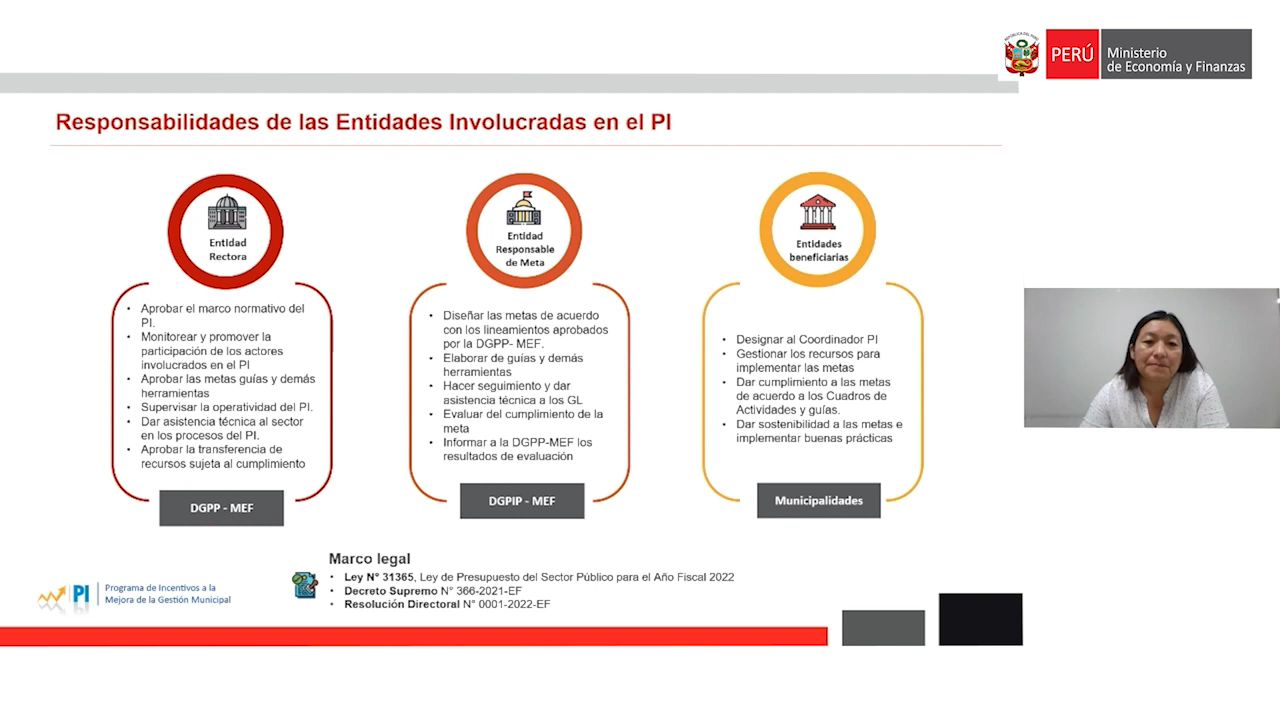 PERÚ
Ministerio
de Economía y Finanzas
Responsabilidades de las Entidades Involucradas en el PI
Entidad
Rectora
• Aprobar el marco normativo del
PI.
• Monitorear y promover la
participación de los actores
involucrados en el PI
• Aprobar las metas guías y demás
herramientas
• Supervisar la operatividad del PI.
• Dar asistencia técnica al sector
en los procesos del PI.
• Aprobar la transferencia de
recursos sujeta al cumplimiento
DGPP - MEF
Entidad
Responsable
de Meta
• Diseñar las metas de acuerdo
con los lineamientos aprobados
por la DGPP- MEF.
• Elaborar de guías y demás
herramientas
• Hacer seguimiento y dar
asistencia técnica a los GL
• Evaluar del cumplimiento de la
meta
• Informar a la DGPP-MEF los
resultados de evaluación
DGPIP - MEF
Entidades
beneficiarias
• Designar al Coordinador PI
• Gestionar los recursos para
implementar las metas
• Dar cumplimiento a las metas
de acuerdo a los Cuadros de
Actividades y guías.
• Dar sostenibilidad a las metas e
implementar buenas prácticas
Municipalidades
Marco legal
• Ley N° 31365, Ley de Presupuesto del Sector Público para el Año Fiscal 2022
• Decreto Supremo N° 366-2021-EF
• Resolución Directoral N° 0001-2022-EF
PI
Programa de Incentivos a la
Mejora de la Gestión Municipal